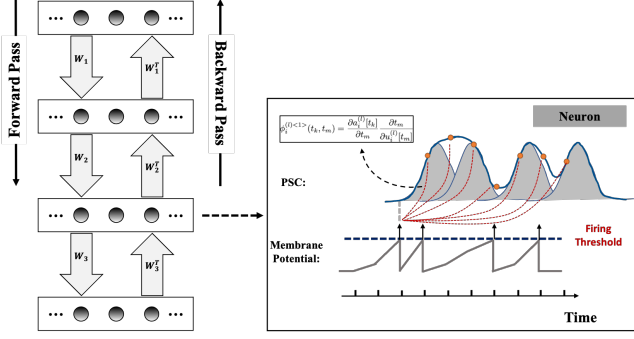 Forward Pass
Backward Pass
... ...
W₁ W₁ᵀ
... ...
W₂ W₂ᵀ
... ...
W₃ W₃ᵀ
... ...
Neuron
ϕᵢ⁽ˡ⁾<¹>(tₖ, tₘ) = ∂aᵢ⁽ˡ⁾[tₖ]/∂tₘ ∂tₘ/∂uᵢ⁽ˡ⁾[tₘ]
PSC:
Firing
Threshold
Membrane
Potential:
Time